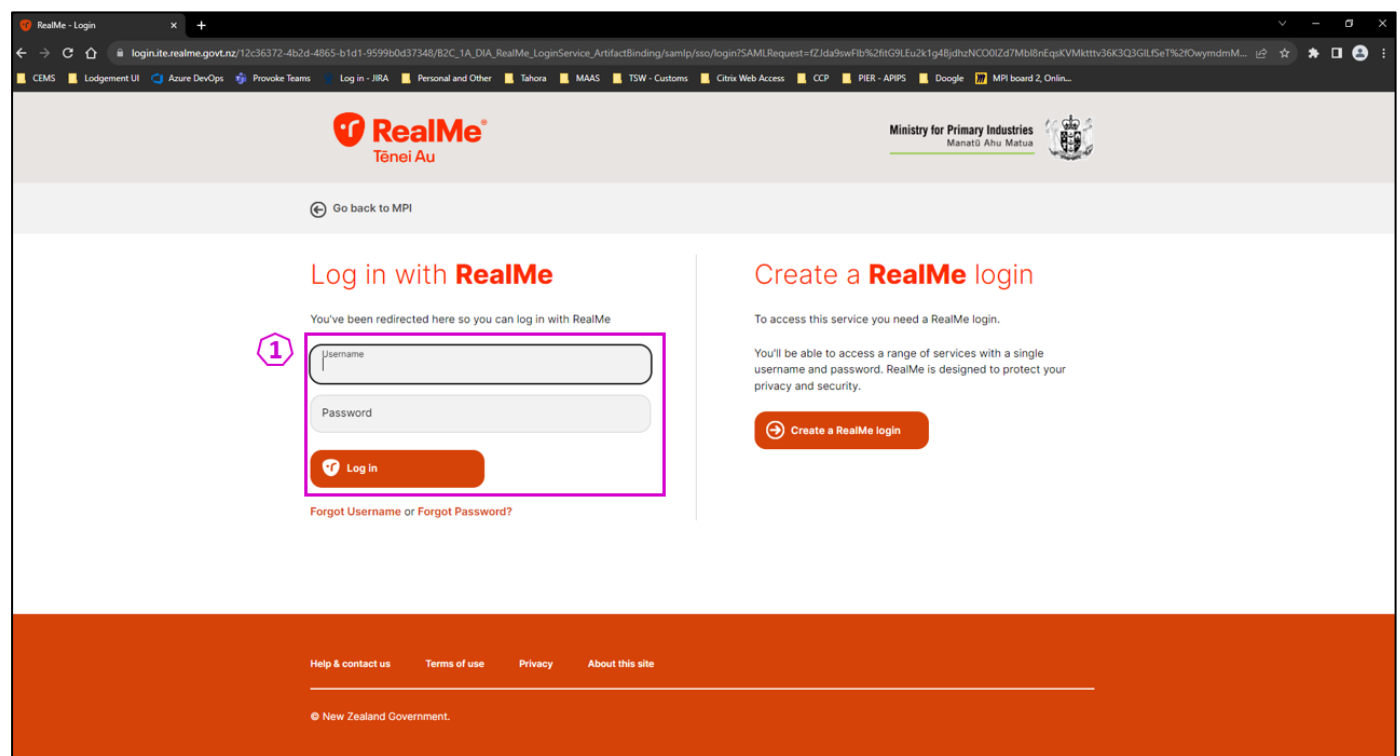 RealMe - Login
login.ite.realme.govt.nz/12c36372-4b2d-4865-b1d1-9599b0d37348/B2C_1A_DIA_RealMe_LoginService_ArtifactBinding/samlp/sso/login?SAMLRequest=
CEMS Lodgement UI Azure DevOps Provoke Teams Log in - JIRA Personal and Other Tahora MAAS TSW - Customs Citrix Web Access CCP PIER - APIPS Doogle MPI board 2, Onlin...
RealMe®
Tēnei Au
Ministry for Primary Industries
Manatū Ahu Matua
Go back to MPI
Log in with RealMe
You've been redirected here so you can log in with RealMe
1
Username
Password
Log in
Forgot Username or Forgot Password?
Create a RealMe login
To access this service you need a RealMe login.
You'll be able to access a range of services with a single
username and password. RealMe is designed to protect your
privacy and security.
Create a RealMe login
Help & contact us Terms of use Privacy About this site
© New Zealand Government.